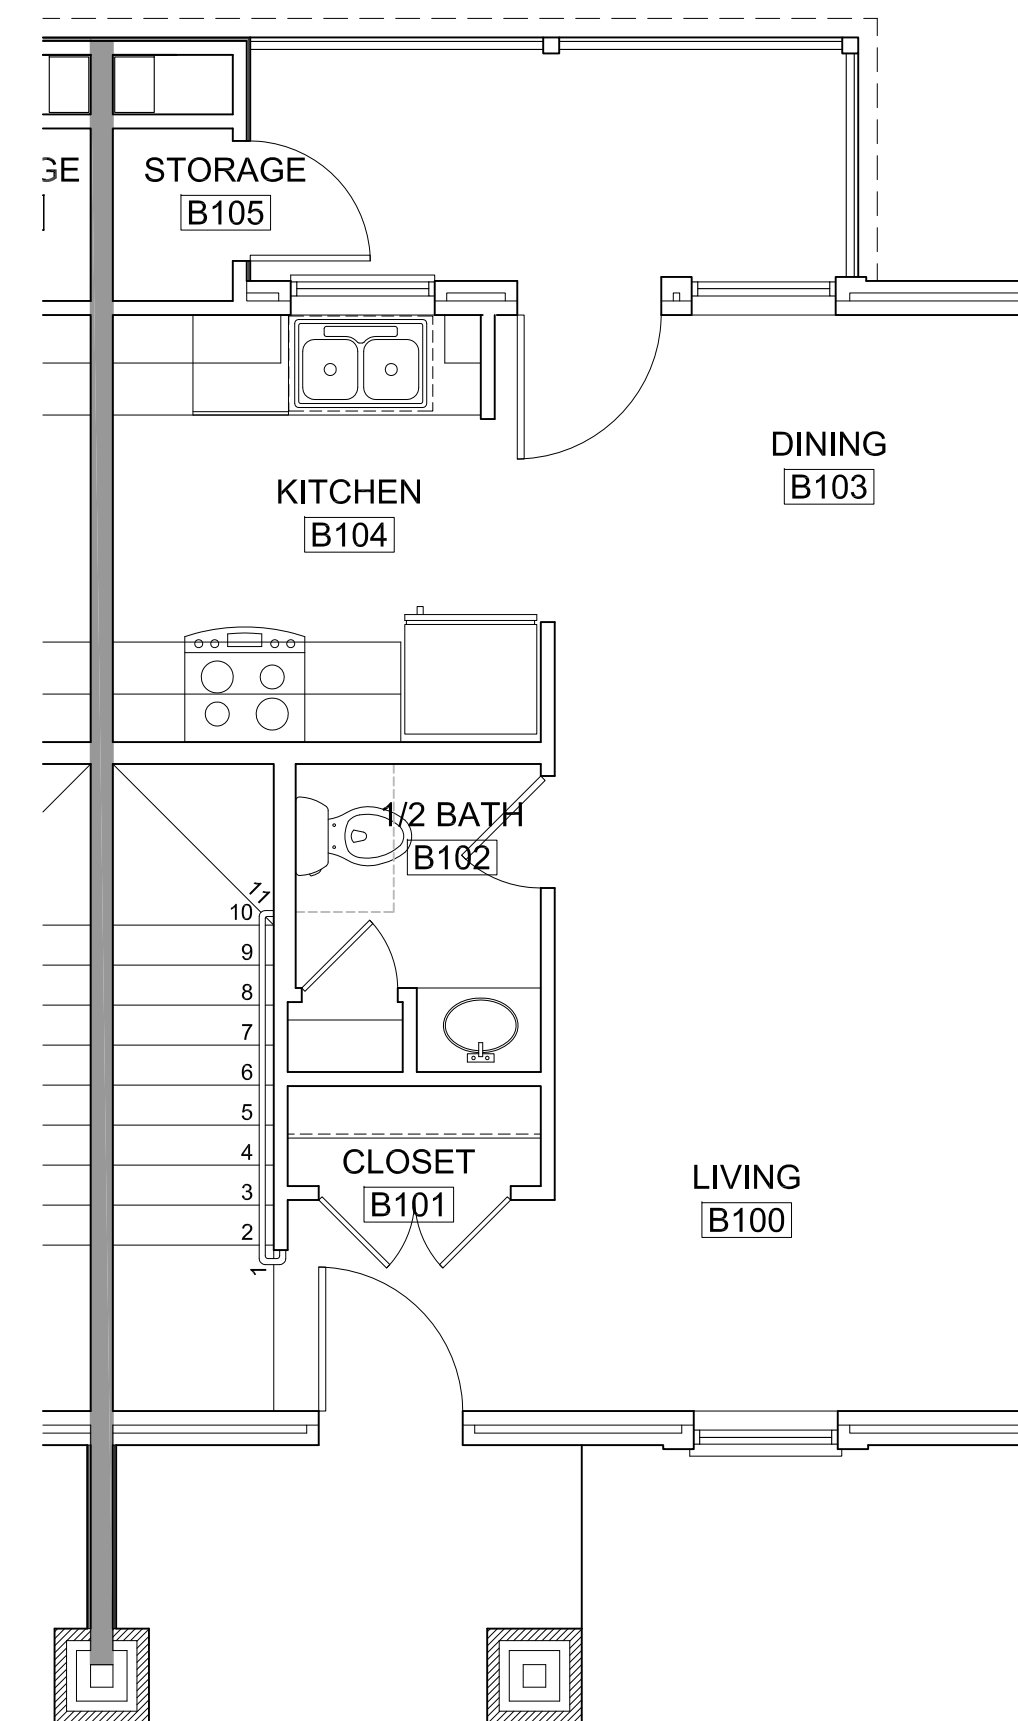 GE
STORAGE
B105
DINING
B103
KITCHEN
B104
1/2 BATH
B102
11
10
9
8
7
6
5
4
3
2
1
CLOSET
B101
LIVING
B100